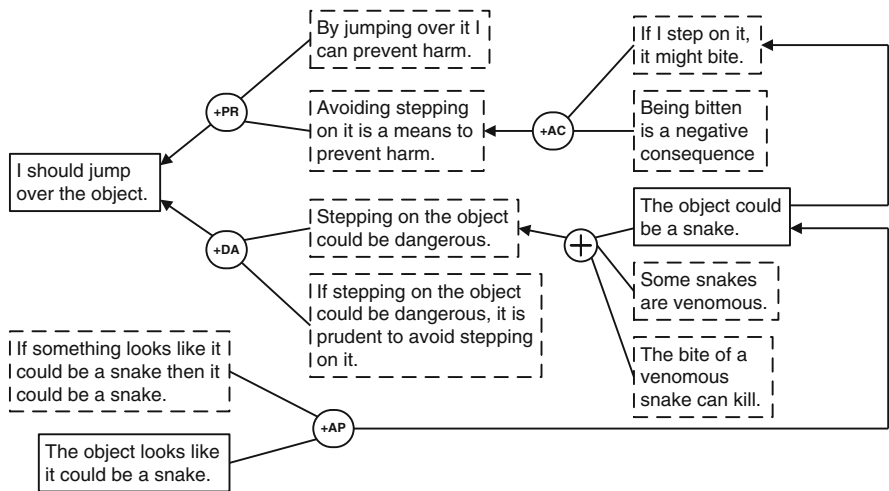 By jumping over it I
can prevent harm.
If I step on it,
it might bite.
+PR
Avoiding stepping
on it is a means to
prevent harm.
+AC
Being bitten
is a negative
consequence
I should jump
over the object.
Stepping on the object
could be dangerous.
The object could
be a snake.
+DA
+
If stepping on the object
could be dangerous, it is
prudent to avoid stepping
on it.
Some snakes
are venomous.
If something looks like it
could be a snake then it
could be a snake.
The bite of a
venomous
snake can kill.
+AP
The object looks like
it could be a snake.